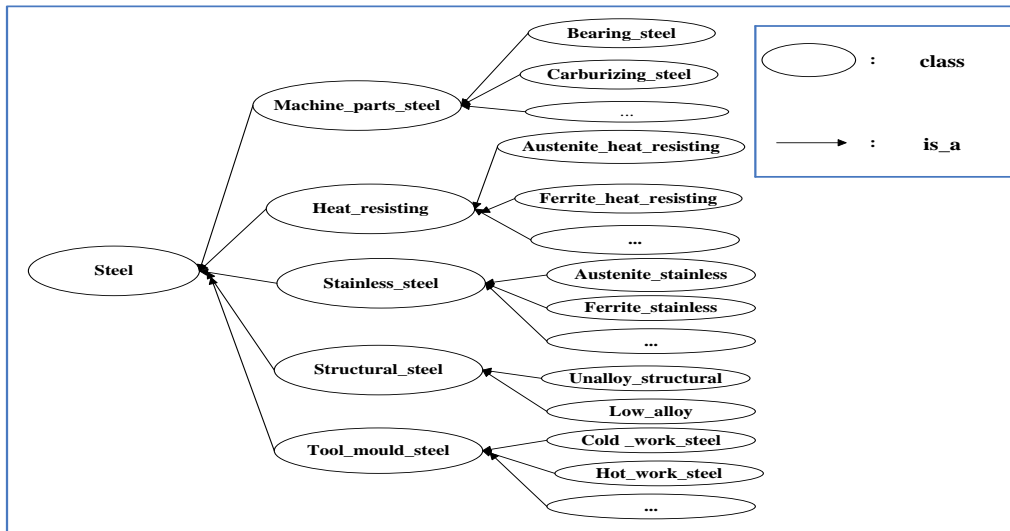 Bearing_steel
Carburizing_steel
Machine_parts_steel
...
Austenite_heat_resisting
Heat_resisting
Ferrite_heat_resisting
...
Steel
Austenite_stainless
Stainless_steel
Ferrite_stainless
...
Structural_steel
Unalloy_structural
Low_alloy
Tool_mould_steel
Cold _work_steel
Hot_work_steel
...
: class
: is_a